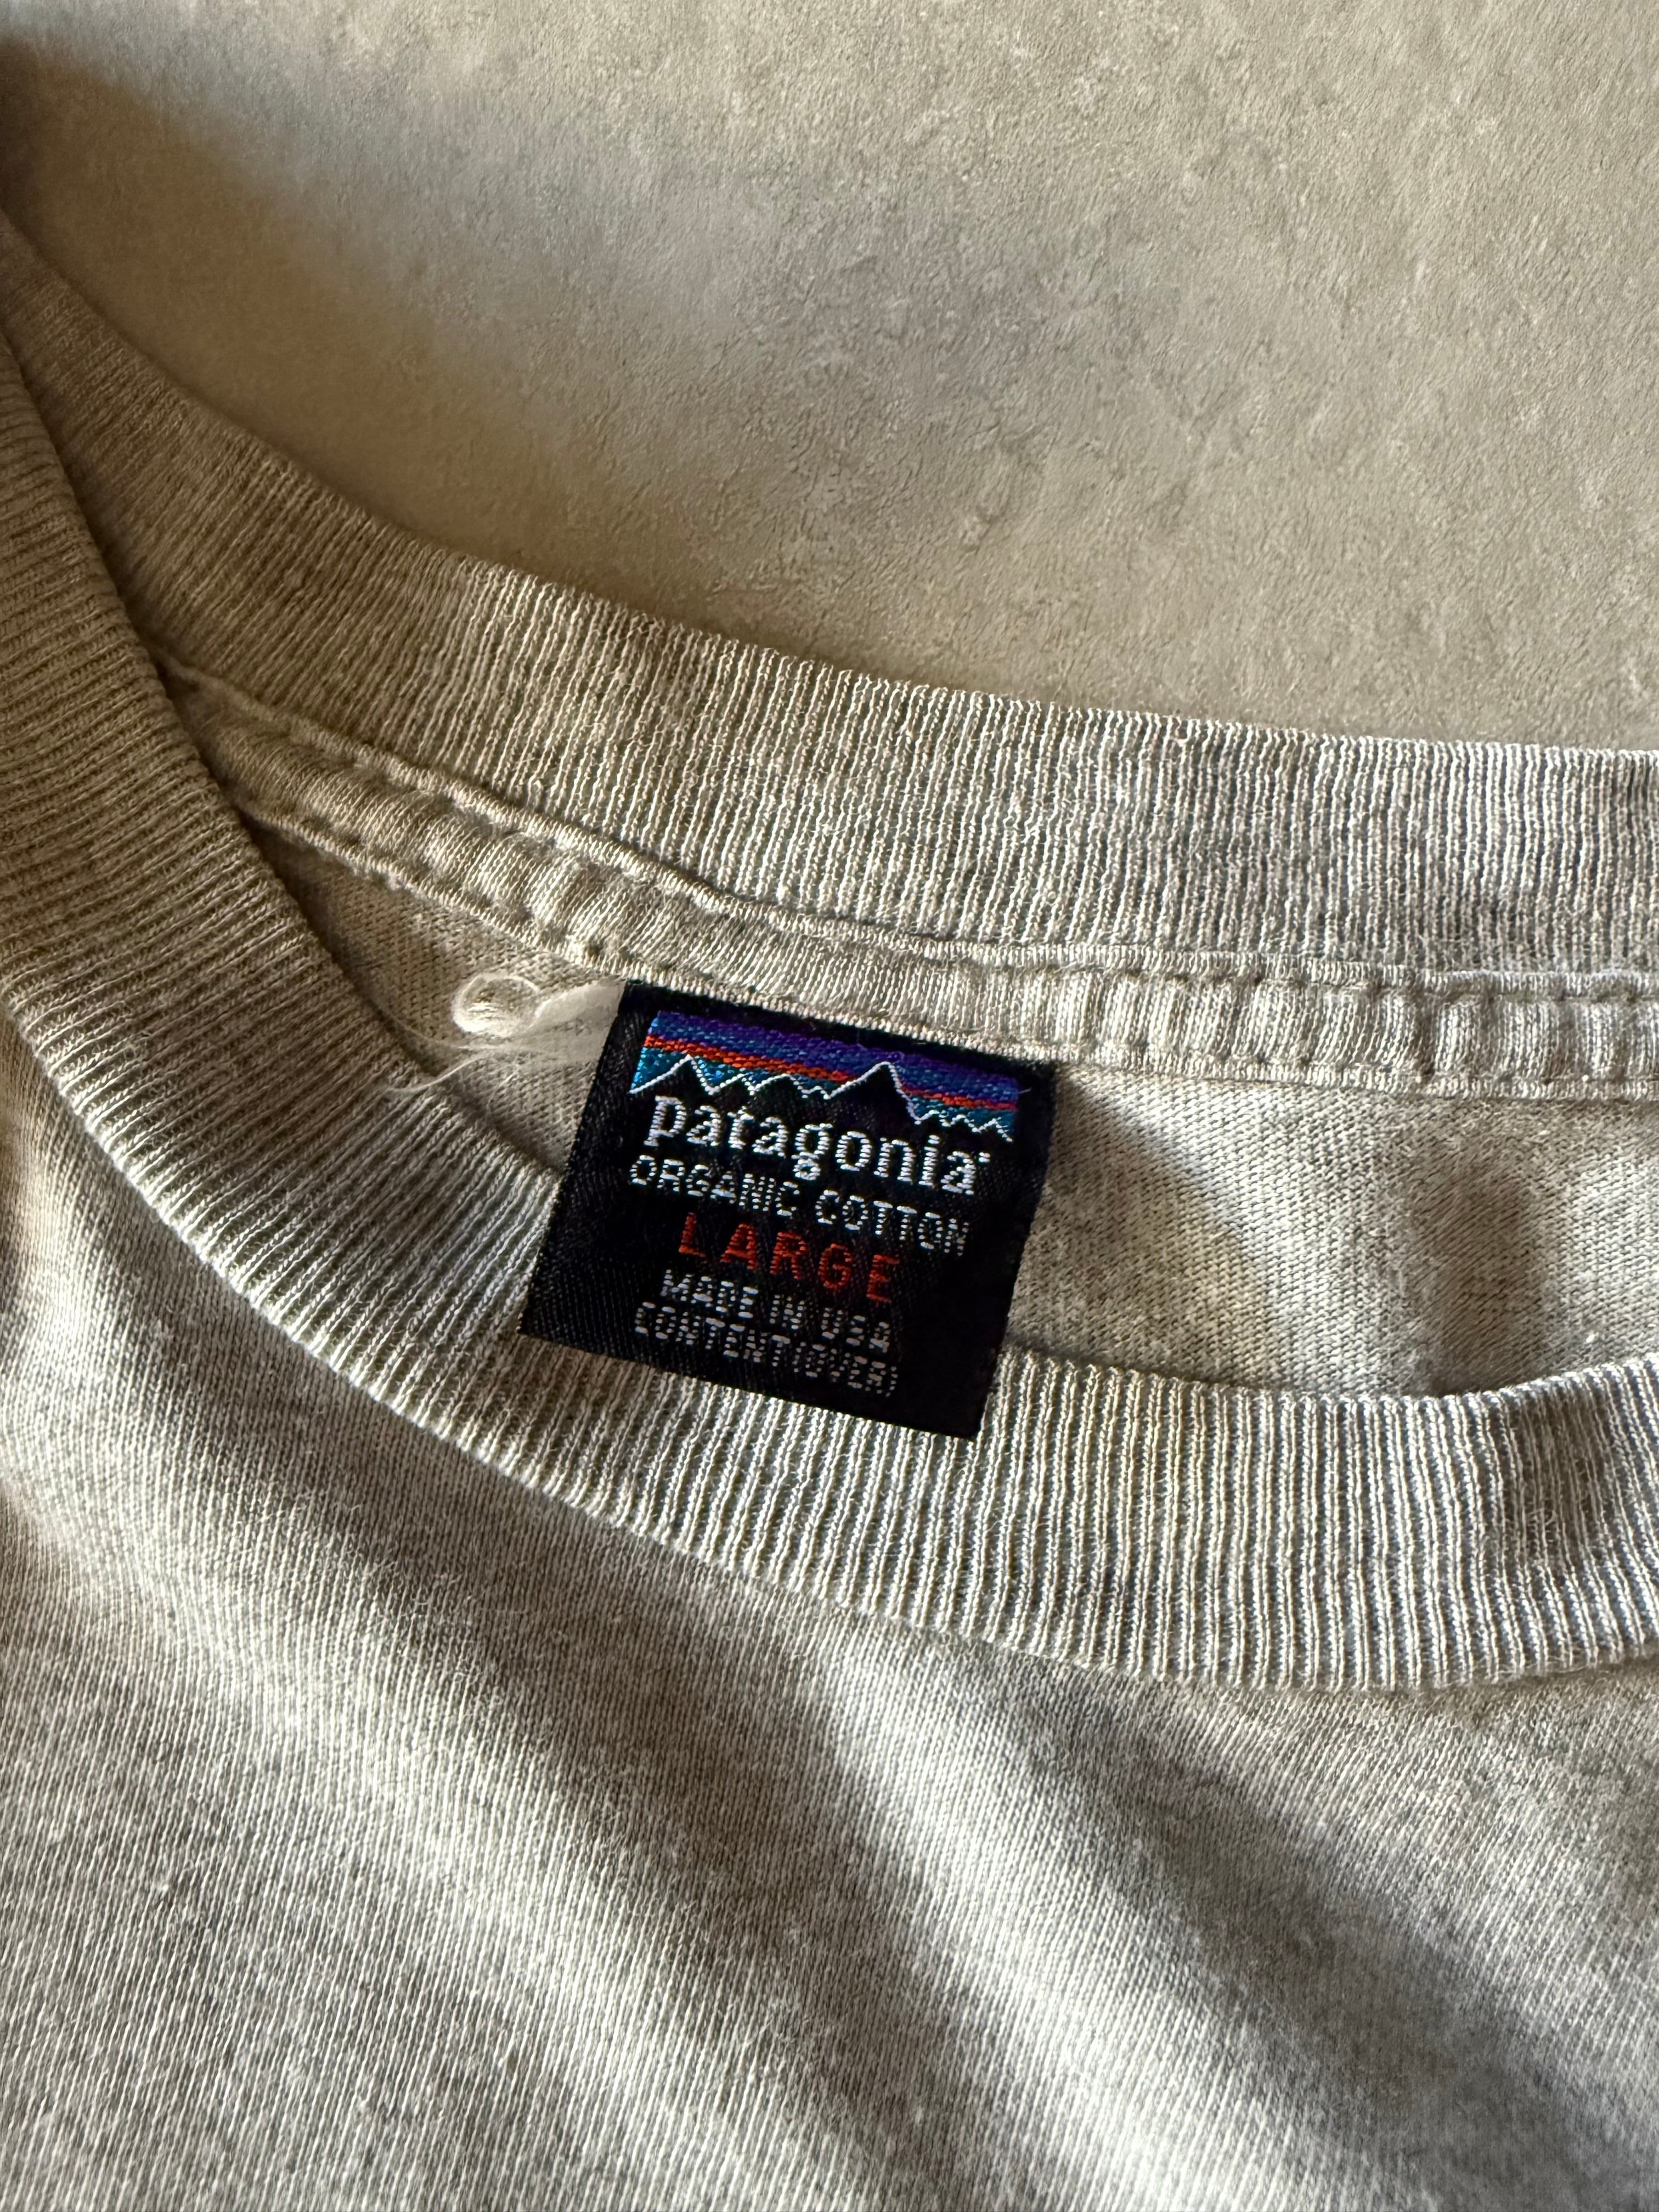 patagonia®
ORGANIC COTTON
LARGE
MADE IN USA
CONTENT(OVER)